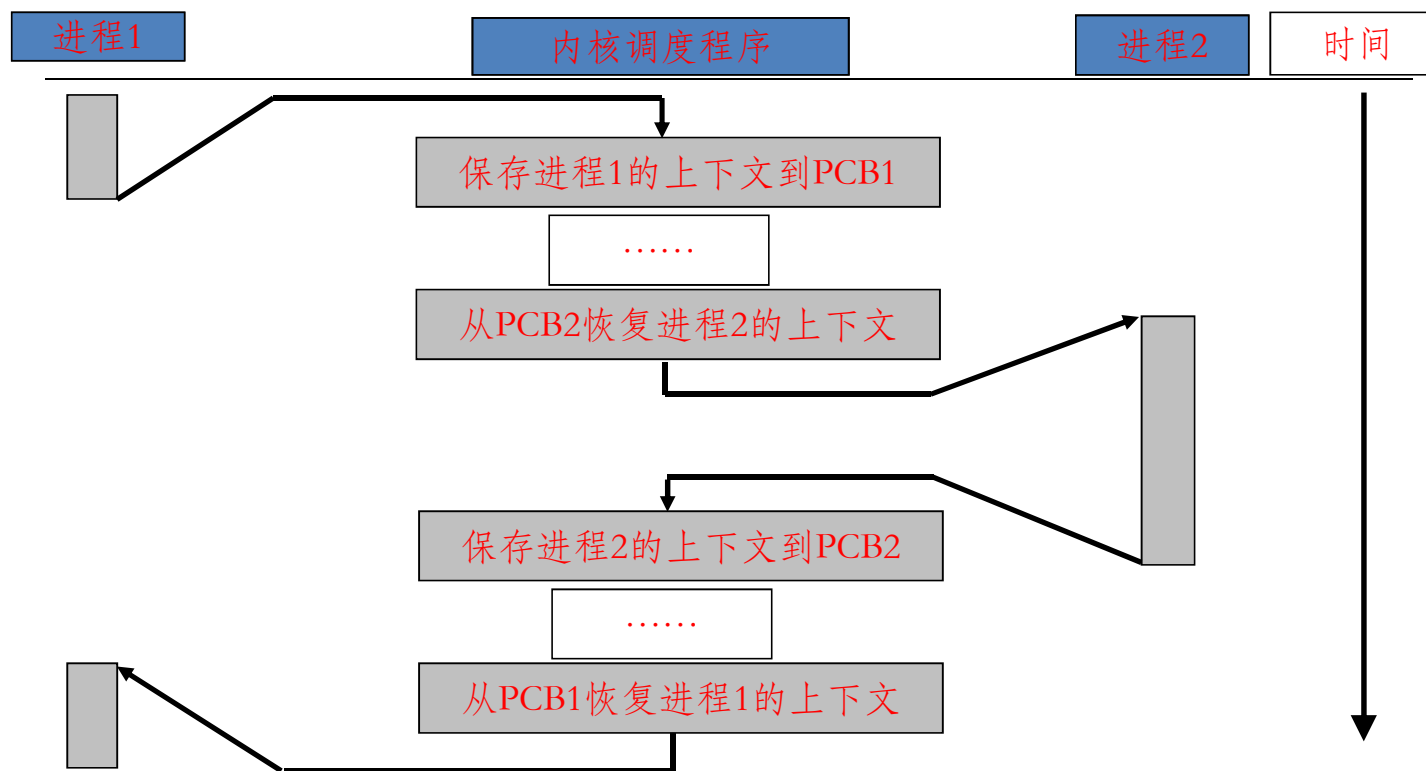 进程1
内核调度程序
进程2
时间
保存进程1的上下文到PCB1
……
从PCB2恢复进程2的上下文
保存进程2的上下文到PCB2
……
从PCB1恢复进程1的上下文